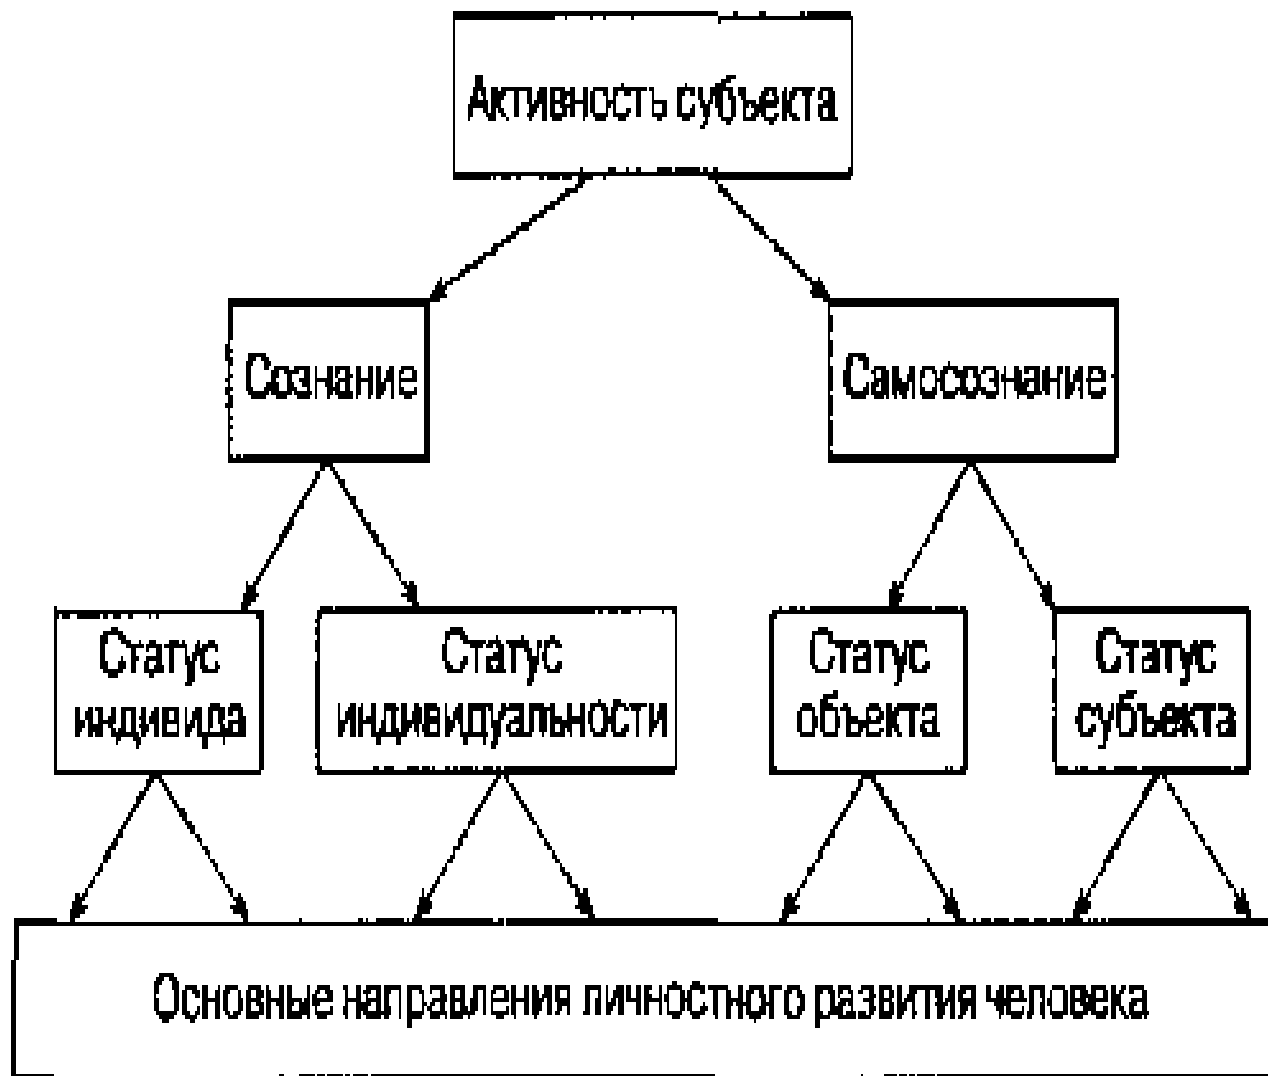 Активность субъекта
Сознание
Самосознание
Статус
индивида
Статус
индивидуальности
Статус
объекта
Статус
субъекта
Основные направления личностного развития человека